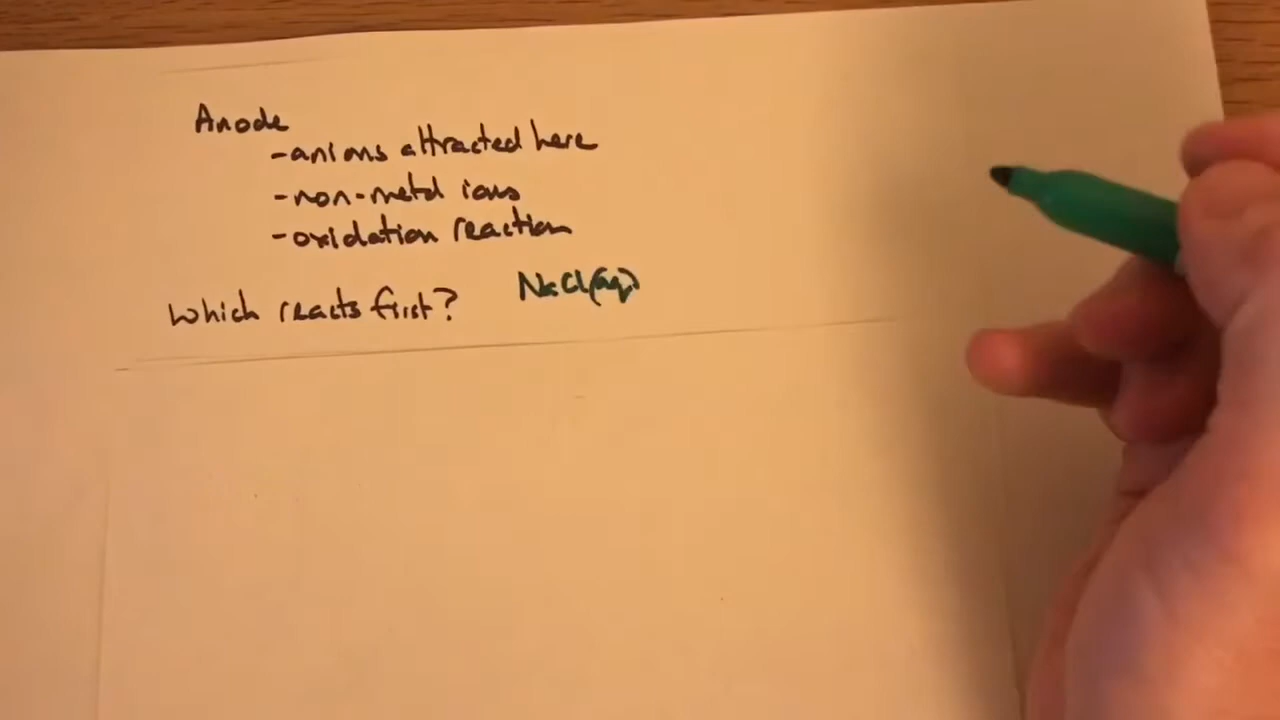 Anode
-anions attracted here
-non-metal ions
-oxidation reaction
Which reacts first? NaCl(aq)